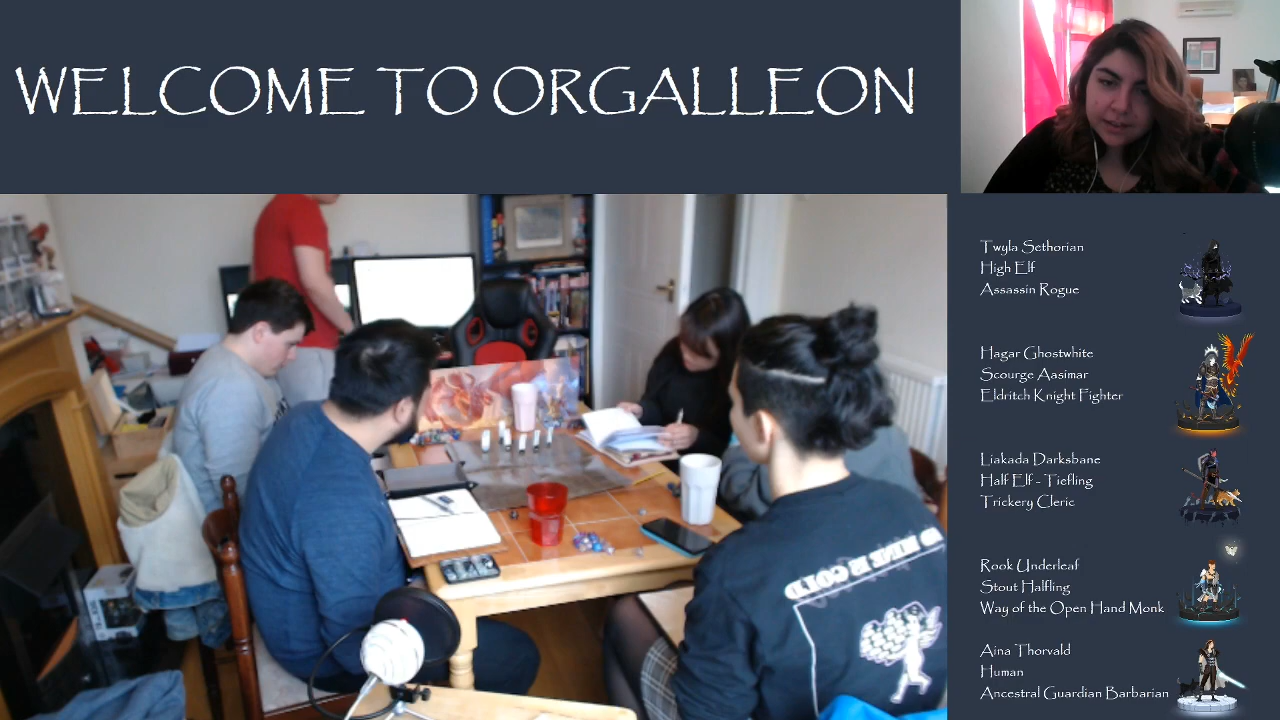 WELCOME TO ORGALLEON
Twyla Sethorian
High Elf
Assassin Rogue
Hagar Ghostwhite
Scourge Aasimar
Eldritch Knight Fighter
Liakada Darksbane
Half Elf - Tiefling
Trickery Cleric
Rook Underleaf
Stout Halfling
Way of the Open Hand Monk
Aina Thorvald
Human
Ancestral Guardian Barbarian
COLD